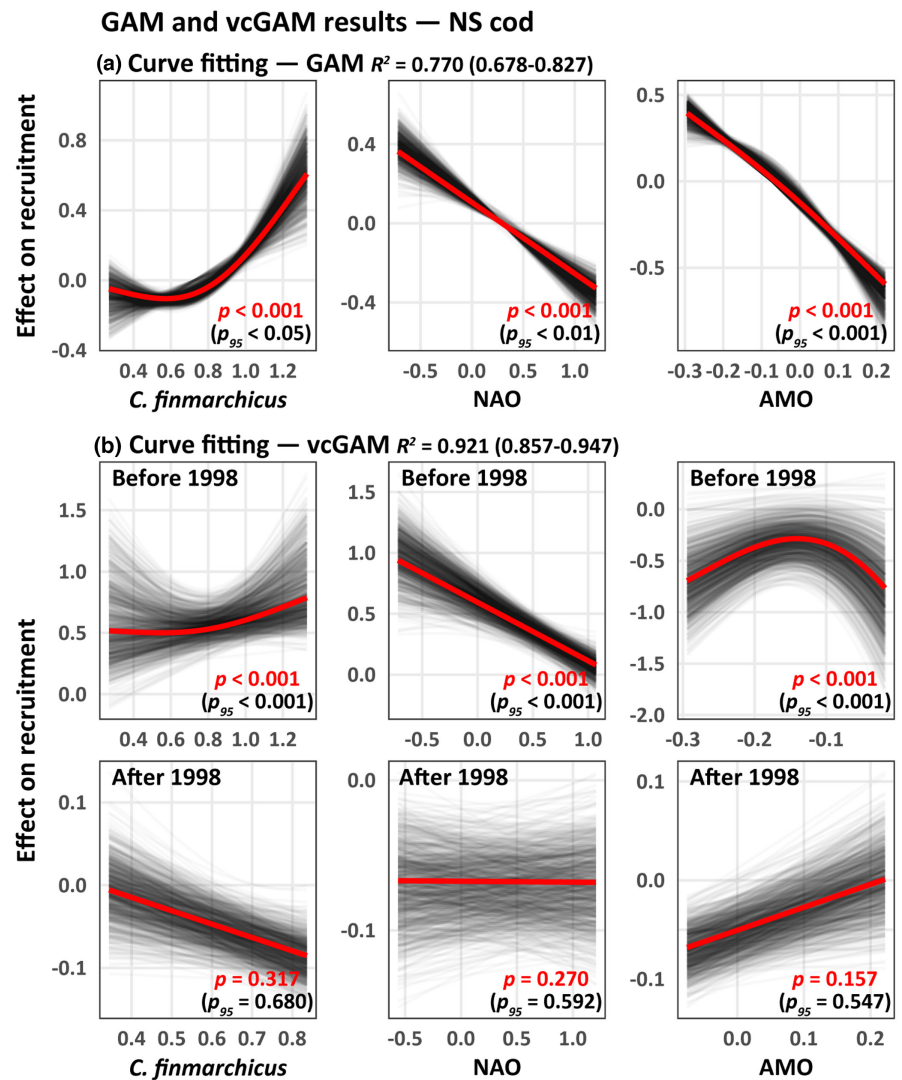 GAM and vcGAM results — NS cod
(a) Curve fitting — GAM R² = 0.770 (0.678-0.827)
Effect on recruitment
0.8
0.4
0.0
-0.4
p < 0.001
(p95 < 0.05)
0.4 0.6 0.8 1.0 1.2
C. finmarchicus
0.4
0.0
-0.4
p < 0.001
(p95 < 0.01)
-0.5 0.0 0.5 1.0
NAO
0.5
0.0
-0.5
p < 0.001
(p95 < 0.001)
-0.3 -0.2 -0.1 0.0 0.1 0.2
AMO
(b) Curve fitting — vcGAM R² = 0.921 (0.857-0.947)
Effect on recruitment
Before 1998
1.5
1.0
0.5
0.0
p < 0.001
(p95 < 0.001)
0.4 0.6 0.8 1.0 1.2
Before 1998
1.5
1.0
0.5
0.0
p < 0.001
(p95 < 0.001)
-0.5 0.0 0.5 1.0
Before 1998
0.0
-0.5
-1.0
-1.5
-2.0
p < 0.001
(p95 < 0.001)
-0.3 -0.2 -0.1
After 1998
0.1
0.0
-0.1
p = 0.317
(p95 = 0.680)
0.3 0.4 0.5 0.6 0.7 0.8
C. finmarchicus
After 1998
0.0
-0.1
p = 0.270
(p95 = 0.592)
-0.5 0.0 0.5 1.0
NAO
After 1998
0.1
0.0
-0.1
p = 0.157
(p95 = 0.547)
0.0 0.1 0.2
AMO